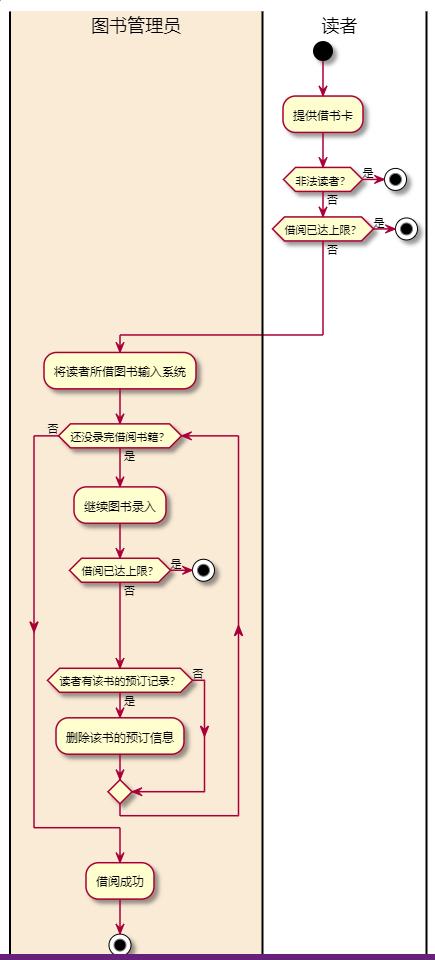 图书管理员
读者
提供借书卡
非法读者？
是
否
借阅已达上限？
是
否
将读者所借图书输入系统
否
还没录完借阅书籍？
是
继续图书录入
借阅已达上限？
是
否
读者有该书的预订记录？
否
是
删除该书的预订信息
借阅成功